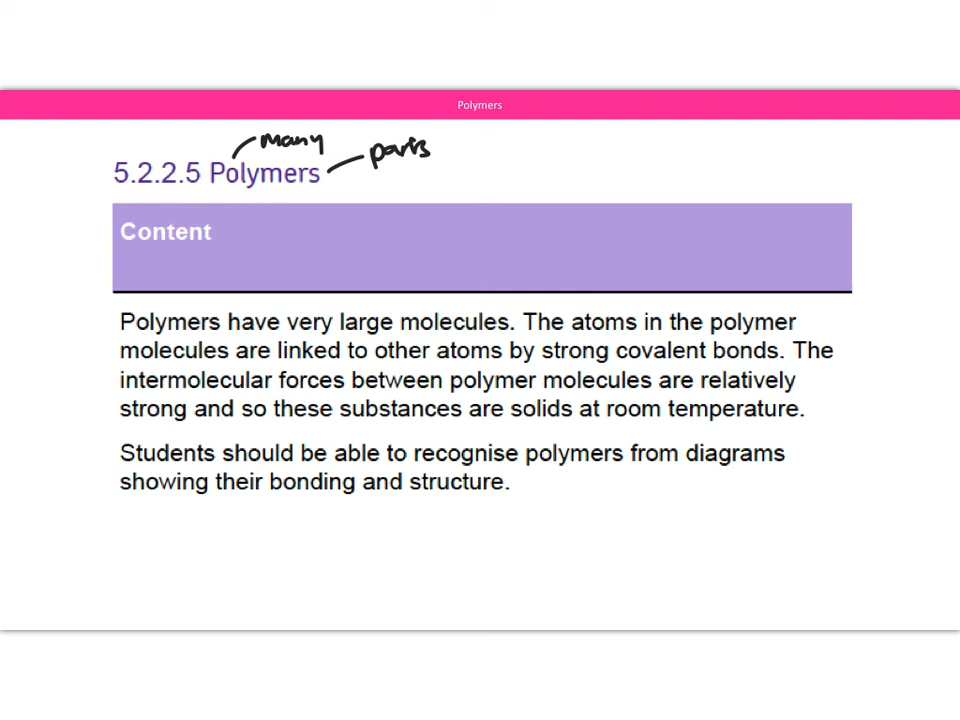 Polymers
many
parts
5.2.2.5 Polymers
Content
Polymers have very large molecules. The atoms in the polymer
molecules are linked to other atoms by strong covalent bonds. The
intermolecular forces between polymer molecules are relatively
strong and so these substances are solids at room temperature.
Students should be able to recognise polymers from diagrams
showing their bonding and structure.